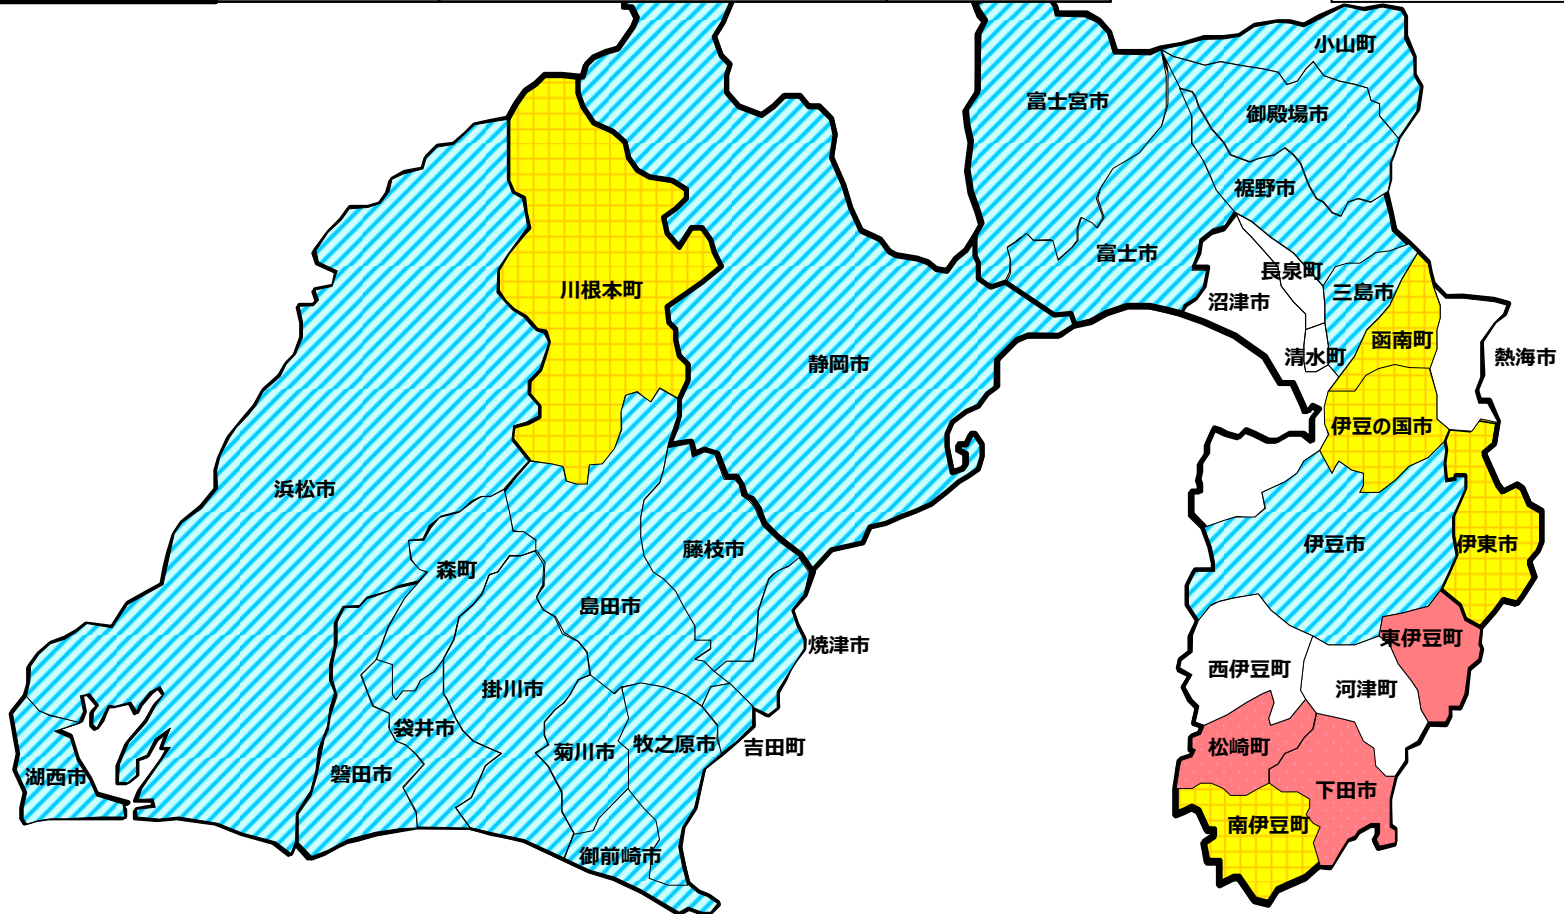 小山町
富士宮市
御殿場市
裾野市
富士市
長泉町
川根本町
三島市
沼津市
函南町
清水町
熱海市
静岡市
伊豆の国市
浜松市
伊豆市
伊東市
藤枝市
森町
島田市
東伊豆町
焼津市
西伊豆町
掛川市
河津町
袋井市
牧之原市
吉田町
松崎町
菊川市
磐田市
湖西市
下田市
南伊豆町
御前崎市